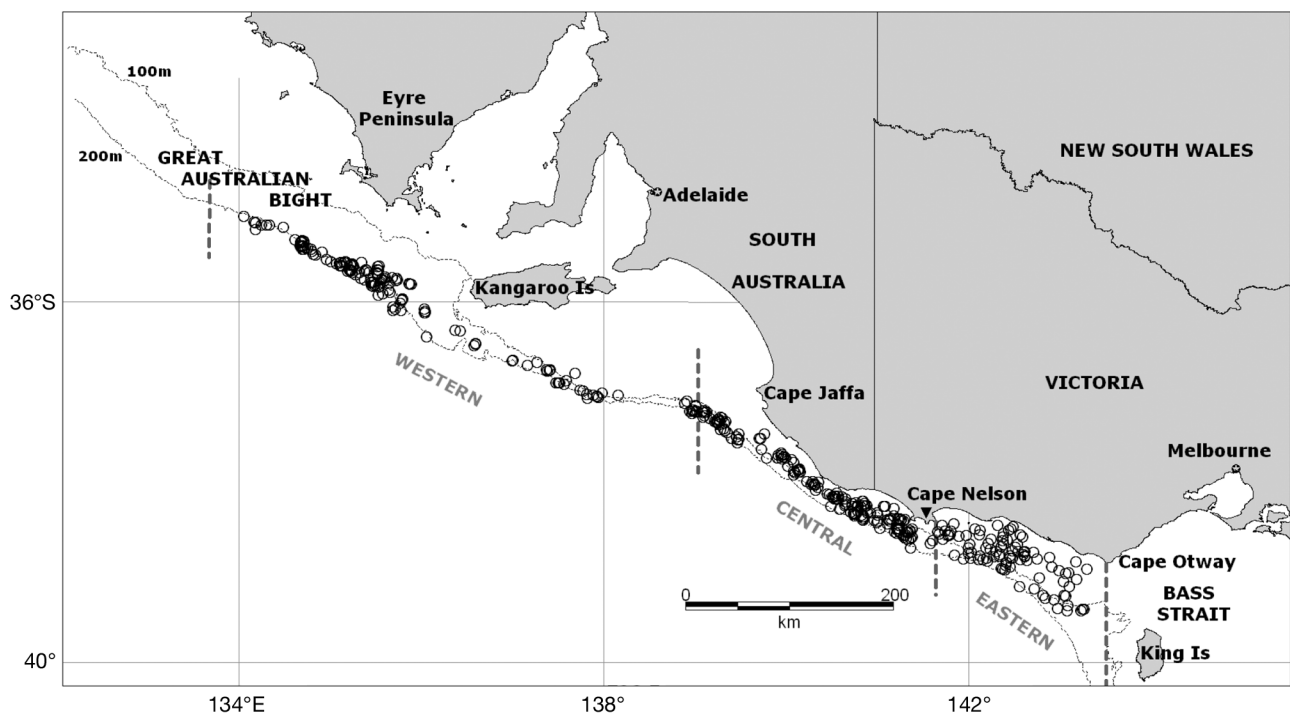 100m
Eyre
Peninsula
200m
GREAT
AUSTRALIAN
BIGHT
NEW SOUTH WALES
Adelaide
SOUTH
AUSTRALIA
Kangaroo Is
36°S
WESTERN
Cape Jaffa
VICTORIA
Melbourne
Cape Nelson
CENTRAL
Cape Otway
0 200
km
BASS
STRAIT
EASTERN
King Is
40°
134°E 138° 142°